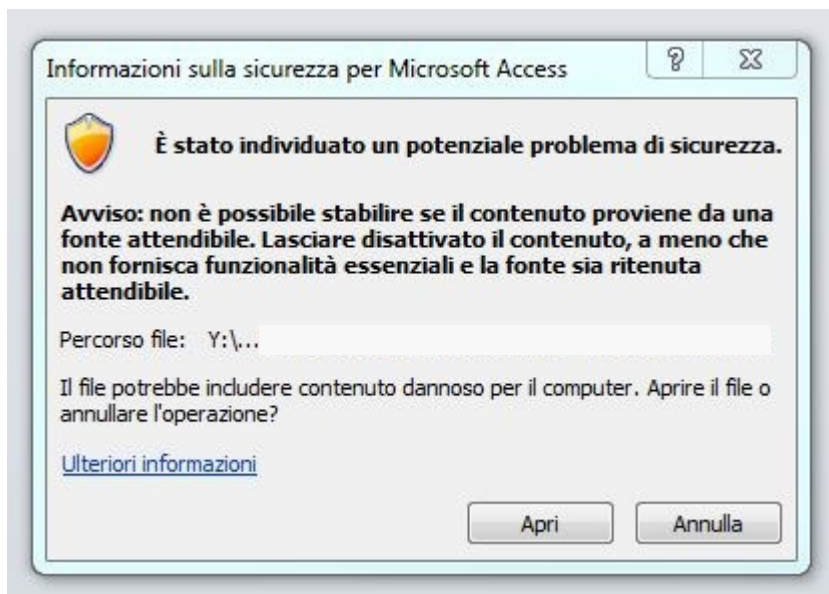 Informazioni sulla sicurezza per Microsoft Access
È stato individuato un potenziale problema di sicurezza.
Avviso: non è possibile stabilire se il contenuto proviene da una
fonte attendibile. Lasciare disattivato il contenuto, a meno che
non fornisca funzionalità essenziali e la fonte sia ritenuta
attendibile.
Percorso file: Y:\...
Il file potrebbe includere contenuto dannoso per il computer. Aprire il file o
annullare l'operazione?
Ulteriori informazioni
Apri Annulla